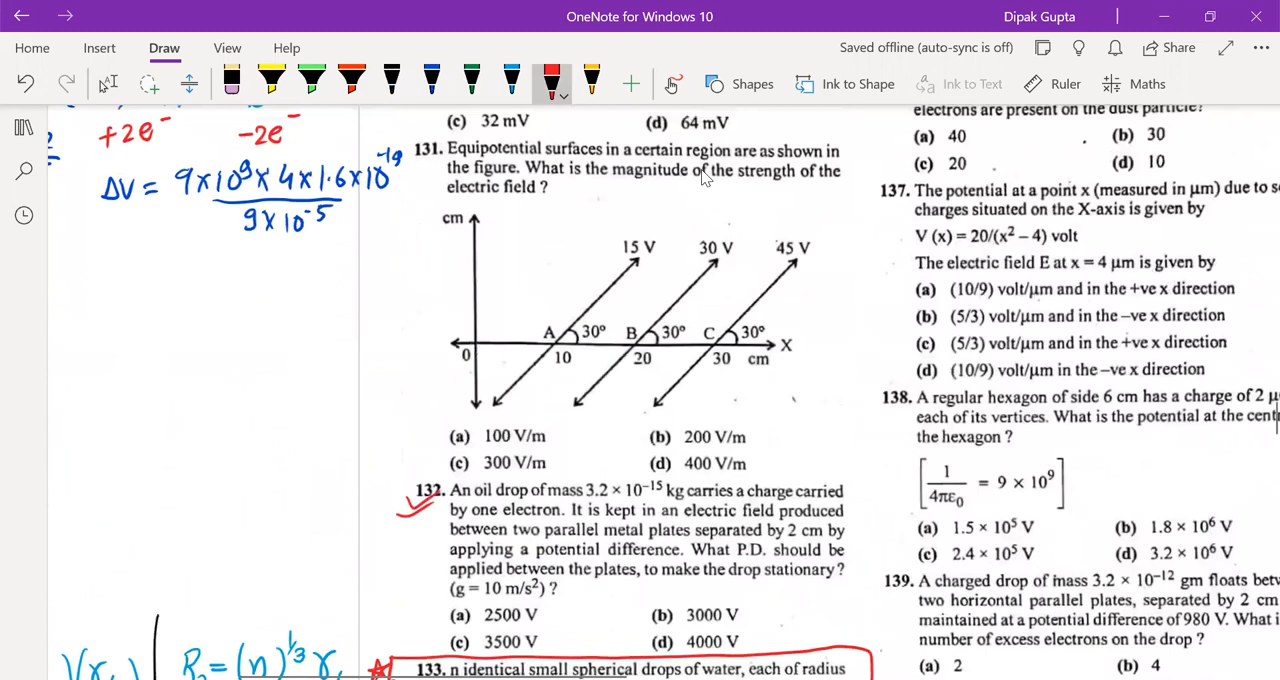 OneNote for Windows 10
Dipak Gupta
Home Insert Draw View Help
Saved offline (auto-sync is off)
Share
Shapes
Ink to Shape
Ink to Text
Ruler
Maths
+2e⁻ -2e⁻
ΔV = 9×10⁹×4×1.6×10⁻¹⁹
9×10⁻⁵
(c) 32 mV (d) 64 mV
131. Equipotential surfaces in a certain region are as shown in
the figure. What is the magnitude of the strength of the
electric field ?
cm
15 V 30 V 45 V
A 30° B 30° C 30° X
0 10 20 30 cm
(a) 100 V/m (b) 200 V/m
(c) 300 V/m (d) 400 V/m
132. An oil drop of mass 3.2 × 10⁻¹⁵ kg carries a charge carried
by one electron. It is kept in an electric field produced
between two parallel metal plates separated by 2 cm by
applying a potential difference. What P.D. should be
applied between the plates, to make the drop stationary?
(g = 10 m/s²) ?
(a) 2500 V (b) 3000 V
(c) 3500 V (d) 4000 V
133. n identical small spherical drops of water, each of radius
R₂ = (n)^1/3 r₁
electrons are present on the dust particle?
(a) 40 (b) 30
(c) 20 (d) 10
137. The potential at a point x (measured in μm) due to
charges situated on the X-axis is given by
V (x) = 20/(x² – 4) volt
The electric field E at x = 4 μm is given by
(a) (10/9) volt/μm and in the +ve x direction
(b) (5/3) volt/μm and in the –ve x direction
(c) (5/3) volt/μm and in the +ve x direction
(d) (10/9) volt/μm in the –ve x direction
138. A regular hexagon of side 6 cm has a charge of 2 μ
each of its vertices. What is the potential at the
the hexagon ?
[1/4πε₀ = 9 × 10⁹]
(a) 1.5 × 10⁵ V (b) 1.8 × 10⁶ V
(c) 2.4 × 10⁵ V (d) 3.2 × 10⁶ V
139. A charged drop of mass 3.2 × 10⁻¹² gm floats
two horizontal parallel plates, separated by 2 cm
maintained at a potential difference of 980 V. What
number of excess electrons on the drop ?
(a) 2 (b) 4